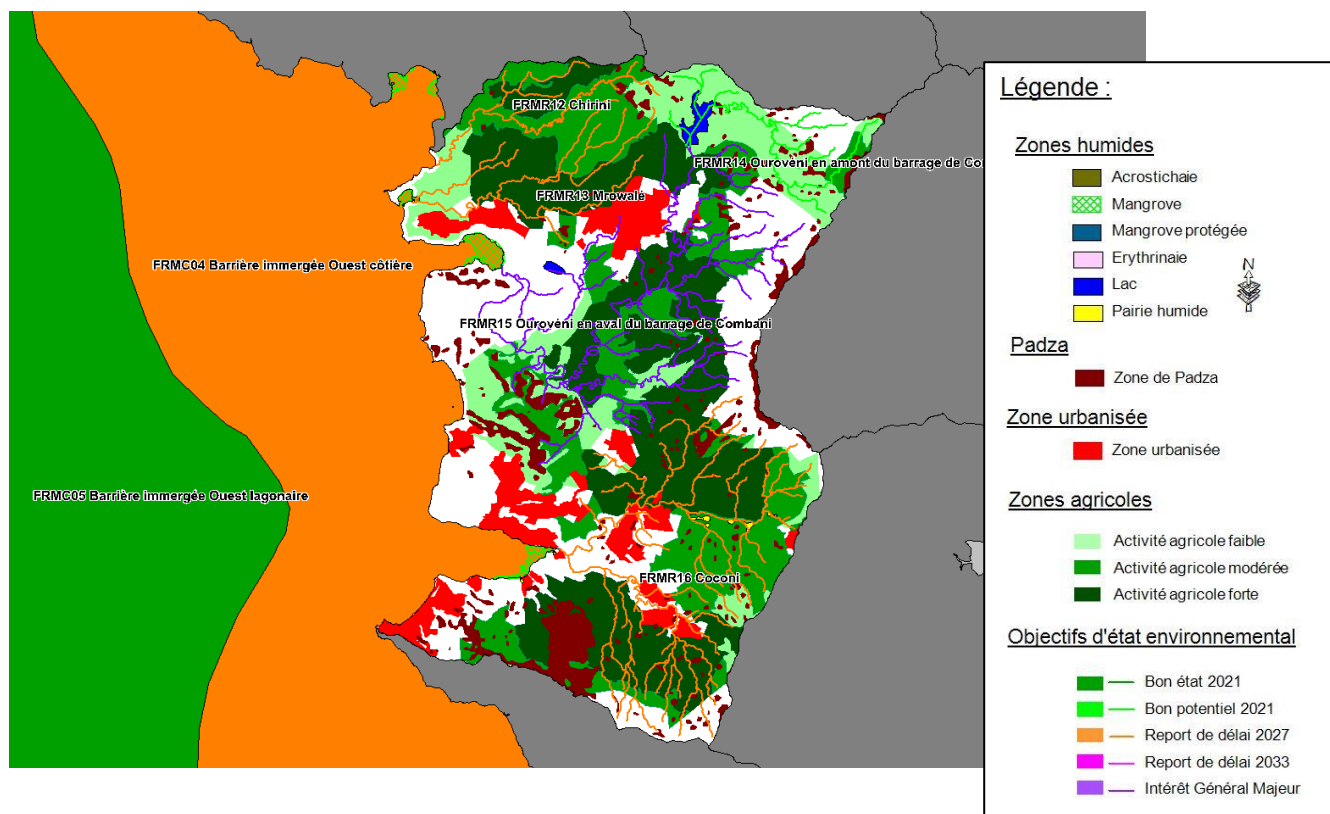 FRMR12 Chirini
FRMR14 Ourovéni en amont du barrage de Co
FRMR13 Mrowalé
FRMC04 Barrière immergée Ouest côtière
FRMR15 Ourovéni en aval du barrage de Combani
FRMC05 Barrière immergée Ouest lagonaire
FRMR16 Coconi
Légende :
Zones humides
Acrostichaie
Mangrove
Mangrove protégée
Erythrinaie
Lac
Pairie humide
N
Padza
Zone de Padza
Zone urbanisée
Zone urbanisée
Zones agricoles
Activité agricole faible
Activité agricole modérée
Activité agricole forte
Objectifs d'état environnemental
Bon état 2021
Bon potentiel 2021
Report de délai 2027
Report de délai 2033
Intérêt Général Majeur